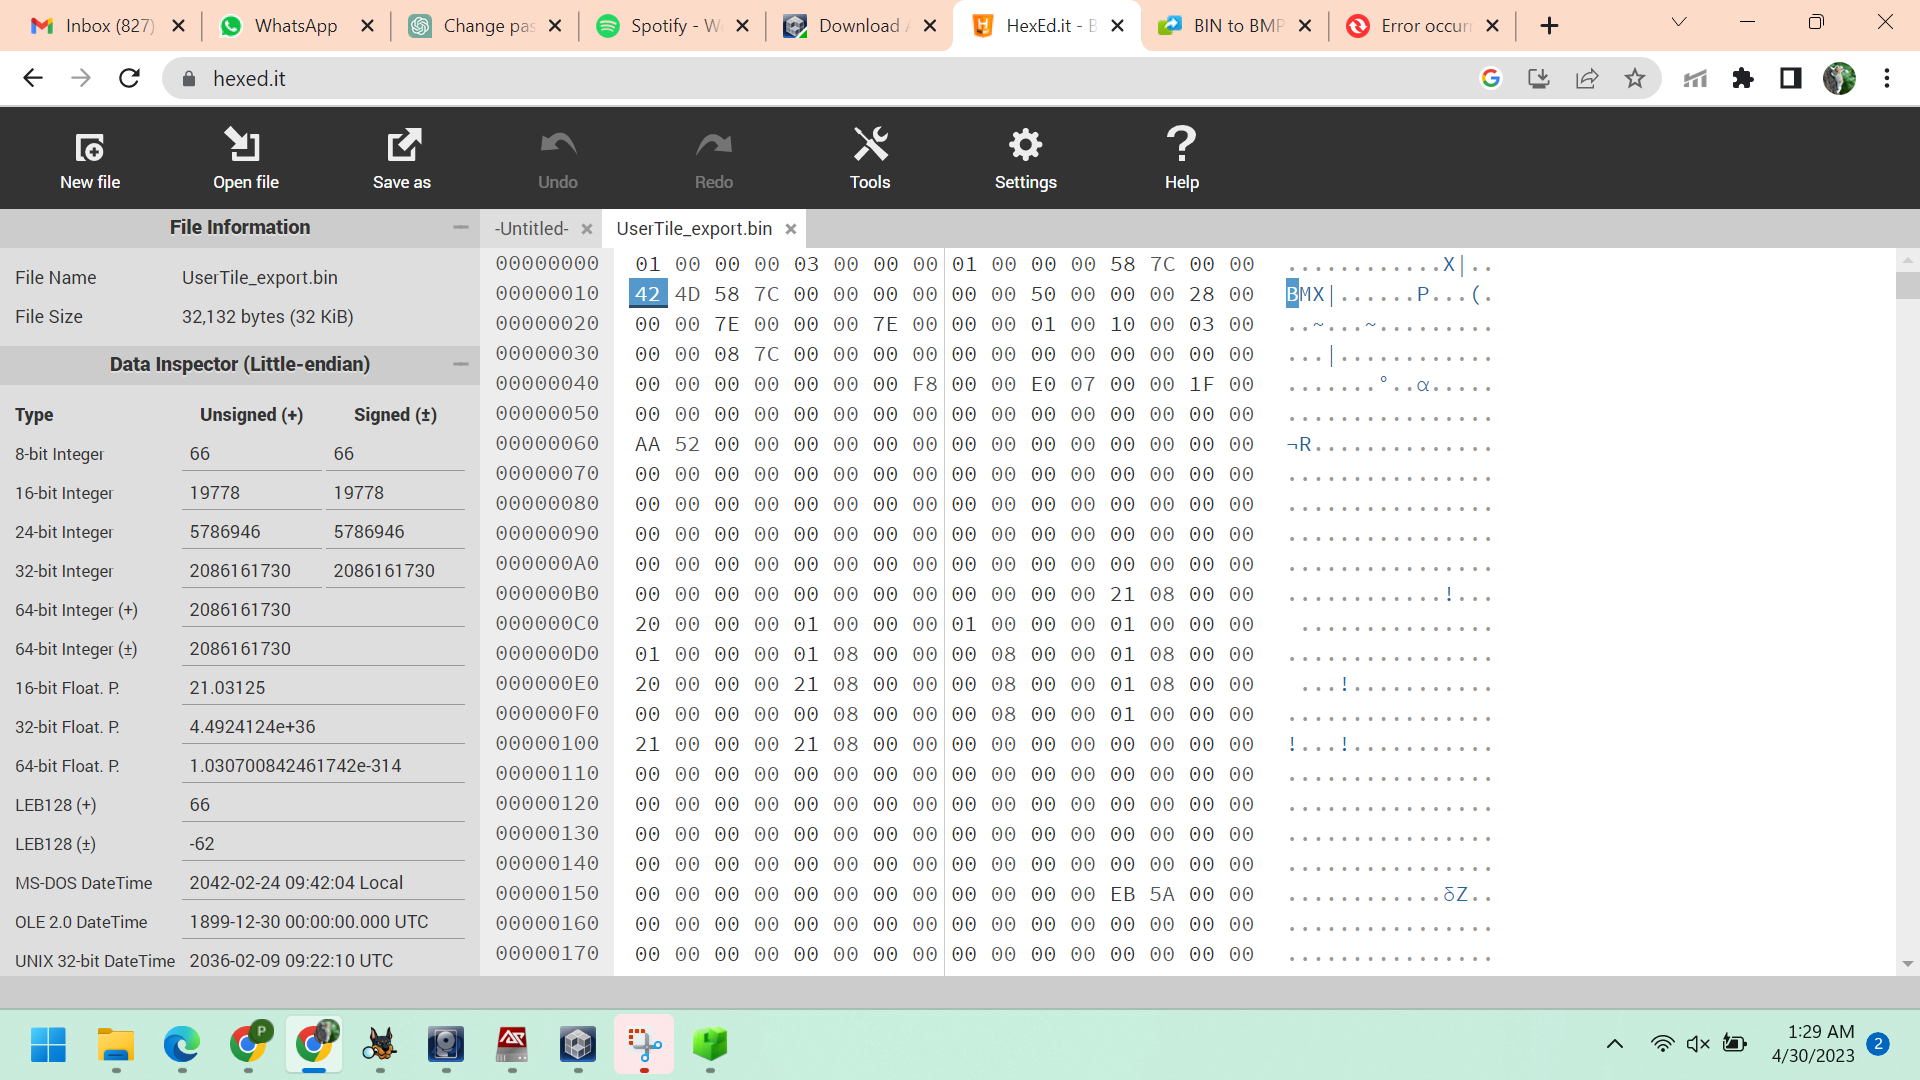 Inbox (827)
WhatsApp
Change pas
Spotify - W
Download A
HexEd.it - B
BIN to BMP
Error occurr
hexed.it
New file
Open file
Save as
Undo
Redo
Tools
Settings
Help
File Information
-Untitled-
UserTile_export.bin
File Name UserTile_export.bin
File Size 32,132 bytes (32 KiB)
Data Inspector (Little-endian)
Type Unsigned (+) Signed (±)
8-bit Integer 66 66
16-bit Integer 19778 19778
24-bit Integer 5786946 5786946
32-bit Integer 2086161730 2086161730
64-bit Integer (+) 2086161730
64-bit Integer (±) 2086161730
16-bit Float. P. 21.03125
32-bit Float. P. 4.4924124e+36
64-bit Float. P. 1.030700842461742e-314
LEB128 (+) 66
LEB128 (±) -62
MS-DOS DateTime 2042-02-24 09:42:04 Local
OLE 2.0 DateTime 1899-12-30 00:00:00.000 UTC
UNIX 32-bit DateTime 2036-02-09 09:22:10 UTC
00000000 01 00 00 00 03 00 00 00 01 00 00 00 58 7C 00 00 ............X|..
00000010 42 4D 58 7C 00 00 00 00 00 00 50 00 00 00 28 00 BMX|......P...(.
00000020 00 00 7E 00 00 00 7E 00 00 00 01 00 10 00 03 00 ..~...~.........
00000030 00 00 08 7C 00 00 00 00 00 00 00 00 00 00 00 00 ...|............
00000040 00 00 00 00 00 00 00 F8 00 00 E0 07 00 00 1F 00 .......°..α.....
00000050 00 00 00 00 00 00 00 00 00 00 00 00 00 00 00 00 ................
00000060 AA 52 00 00 00 00 00 00 00 00 00 00 00 00 00 00 ¬R..............
00000070 00 00 00 00 00 00 00 00 00 00 00 00 00 00 00 00 ................
00000080 00 00 00 00 00 00 00 00 00 00 00 00 00 00 00 00 ................
00000090 00 00 00 00 00 00 00 00 00 00 00 00 00 00 00 00 ................
000000A0 00 00 00 00 00 00 00 00 00 00 00 00 00 00 00 00 ................
000000B0 00 00 00 00 00 00 00 00 00 00 00 00 21 08 00 00 ............!...
000000C0 20 00 00 00 01 00 00 00 01 00 00 00 01 00 00 00  ...............
000000D0 01 00 00 00 01 08 00 00 00 08 00 00 01 08 00 00 ................
000000E0 20 00 00 00 21 08 00 00 00 08 00 00 01 08 00 00  ...!...........
000000F0 00 00 00 00 00 08 00 00 00 08 00 00 01 00 00 00 ................
00000100 21 00 00 00 21 08 00 00 00 00 00 00 00 00 00 00 !...!...........
00000110 00 00 00 00 00 00 00 00 00 00 00 00 00 00 00 00 ................
00000120 00 00 00 00 00 00 00 00 00 00 00 00 00 00 00 00 ................
00000130 00 00 00 00 00 00 00 00 00 00 00 00 00 00 00 00 ................
00000140 00 00 00 00 00 00 00 00 00 00 00 00 00 00 00 00 ................
00000150 00 00 00 00 00 00 00 00 00 00 00 00 EB 5A 00 00 ............δZ..
00000160 00 00 00 00 00 00 00 00 00 00 00 00 00 00 00 00 ................
00000170 00 00 00 00 00 00 00 00 00 00 00 00 00 00 00 00 ................
P
1:29 AM
4/30/2023
2